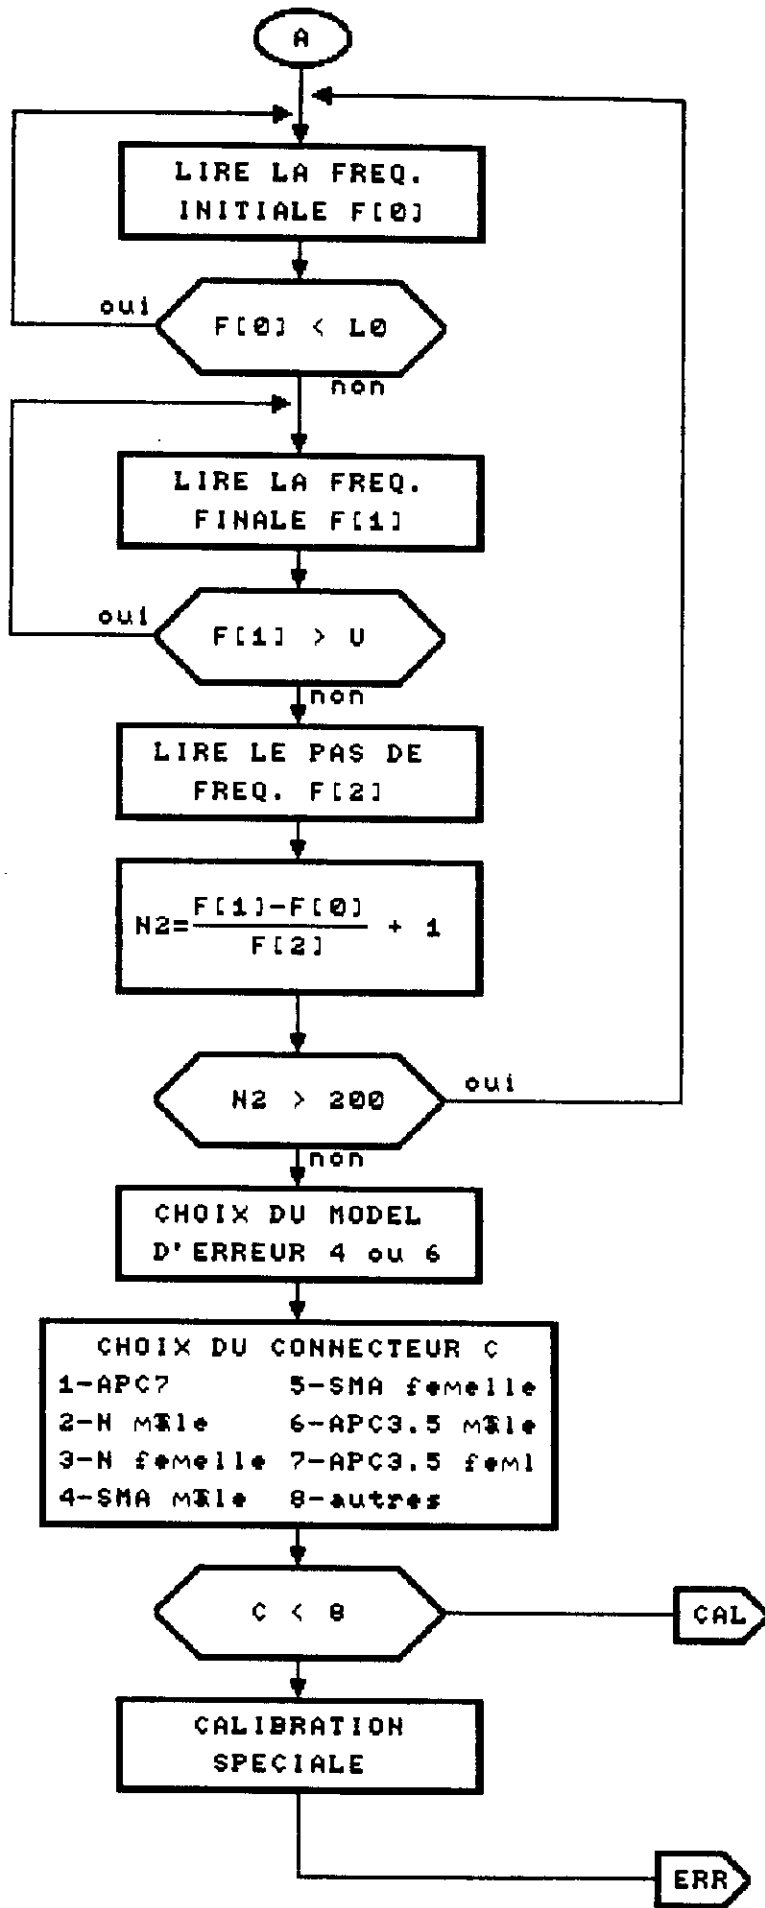 A
LIRE LA FREQ.
INITIALE F[0]
oui
F[0] < L0
non
LIRE LA FREQ.
FINALE F[1]
oui
F[1] > U
non
LIRE LE PAS DE
FREQ. F[2]
N2=F[1]-F[0]
F[2]
+ 1
N2 > 200
oui
non
CHOIX DU MODEL
D'ERREUR 4 ou 6
CHOIX DU CONNECTEUR C
1-APC7 5-SMA femelle
2-N mâle 6-APC3.5 mâle
3-N femelle 7-APC3.5 feml
4-SMA mâle 8-autres
C < 8
CAL
CALIBRATION
SPECIALE
ERR